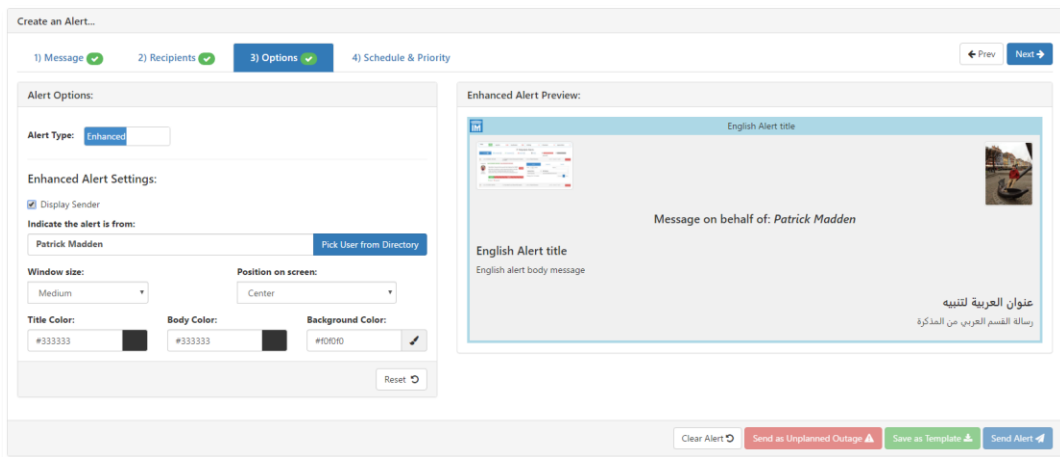 Create an Alert...
1) Message
2) Recipients
3) Options
4) Schedule & Priority
Prev
Next
Alert Options:
Alert Type:
Enhanced
Enhanced Alert Settings:
Display Sender
Indicate the alert is from:
Patrick Madden
Pick User from Directory
Window size:
Position on screen:
Medium
Center
Title Color:
Body Color:
Background Color:
#333333
#333333
#f0f0f0
Reset
Enhanced Alert Preview:
IM
English Alert title
Message on behalf of: Patrick Madden
English Alert title
English alert body message
عنوان العربية لتنبيه
رسالة القسم العربي من المذكرة
Clear Alert
Send as Unplanned Outage
Save as Template
Send Alert